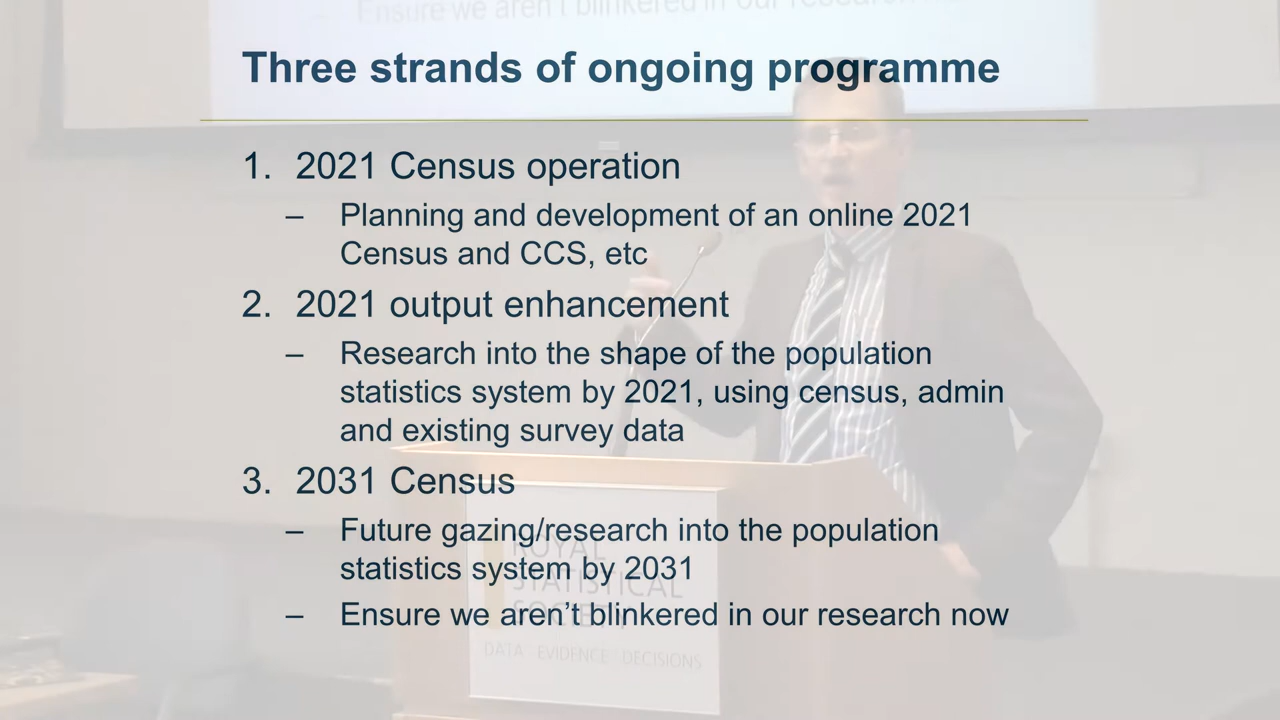 Ensure we aren't blinkered in our research
Three strands of ongoing programme
1. 2021 Census operation
– Planning and development of an online 2021
Census and CCS, etc
2. 2021 output enhancement
– Research into the shape of the population
statistics system by 2021, using census, admin
and existing survey data
3. 2031 Census
– Future gazing/research into the population
statistics system by 2031
– Ensure we aren’t blinkered in our research now
ROYAL
STATISTICAL
SOCIETY
DATA EVIDENCE DECISIONS